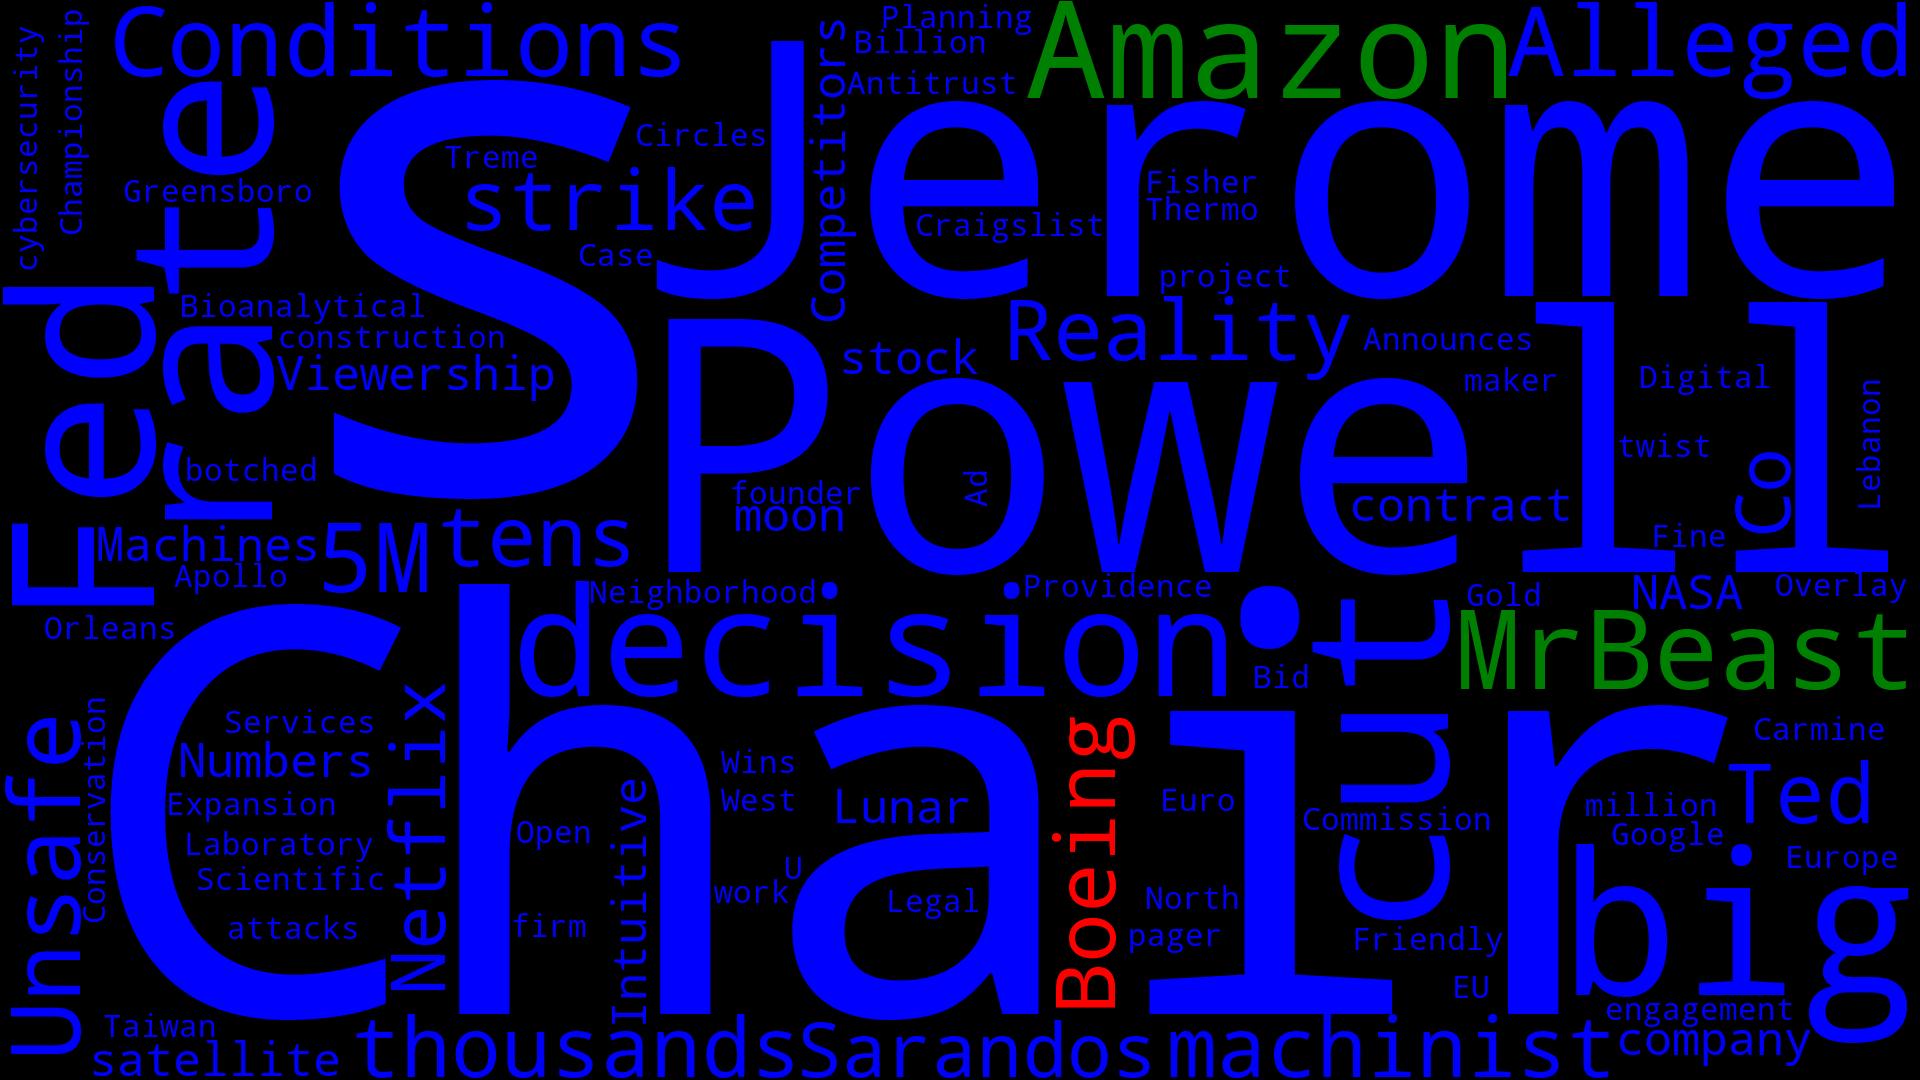 Conditions
Planning
Billion
Antitrust
Amazon
Alleged
cybersecurity
Championship
Competitors
rate
S
Jerome
Circles
Treme
strike
Greensboro
Case
Craigslist
Fisher
Thermo
project
Fed
Bioanalytical
construction
Viewership
Powell
stock
Reality
Announces
maker
Digital
Lebanon
twist
botched
founder
moon
Ad
contract
Co
Fine
Machines
Apollo
5M
tens
Orleans
Neighborhood
Providence
Gold
NASA
Overlay
decision
cut
MrBeast
Bid
Chair
Unsafe
Conservation
Services
Numbers
Expansion
Laboratory
Scientific
attacks
Netflix
Open
firm
Intuitive
Wins
West
Lunar
U
work
Legal
Boeing
Euro
North
pager
Commission
Friendly
EU
Carmine
Ted
million
Google
Europe
big
engagement
company
Taiwan
satellite
thousands
Sarandos
machinist